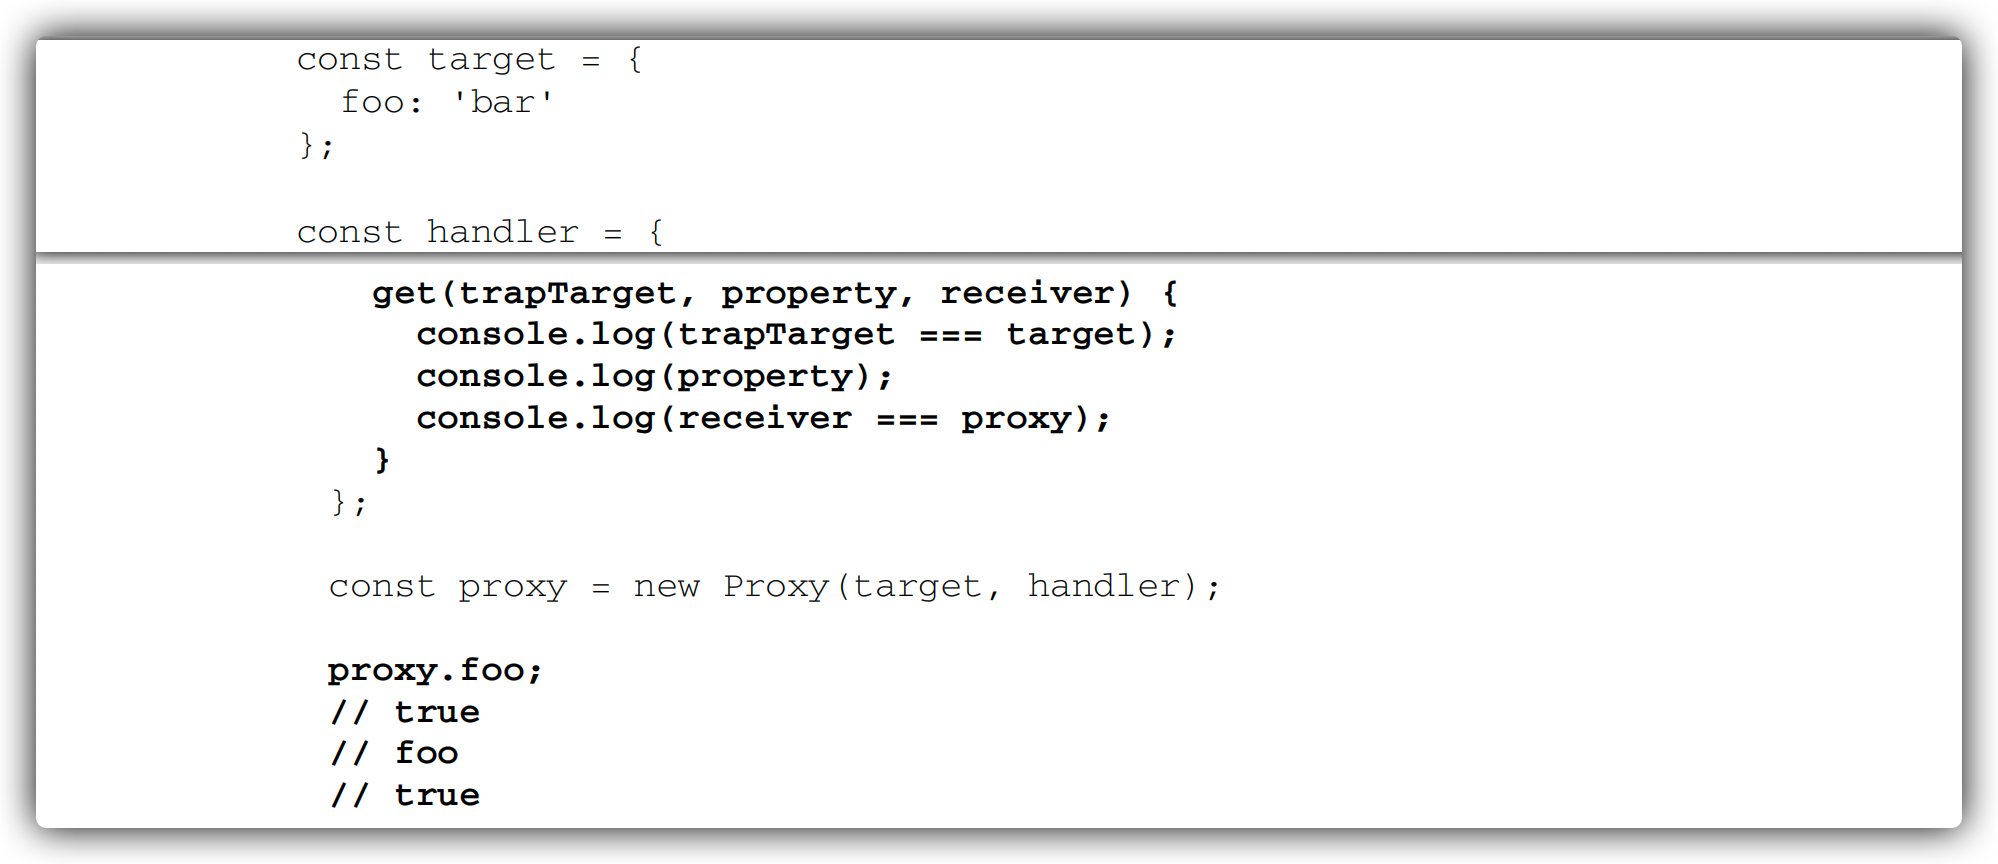 const target = {
  foo: 'bar'
};

const handler = {
  get(trapTarget, property, receiver) {
    console.log(trapTarget === target);
    console.log(property);
    console.log(receiver === proxy);
  }
};

const proxy = new Proxy(target, handler);

proxy.foo;
// true
// foo
// true